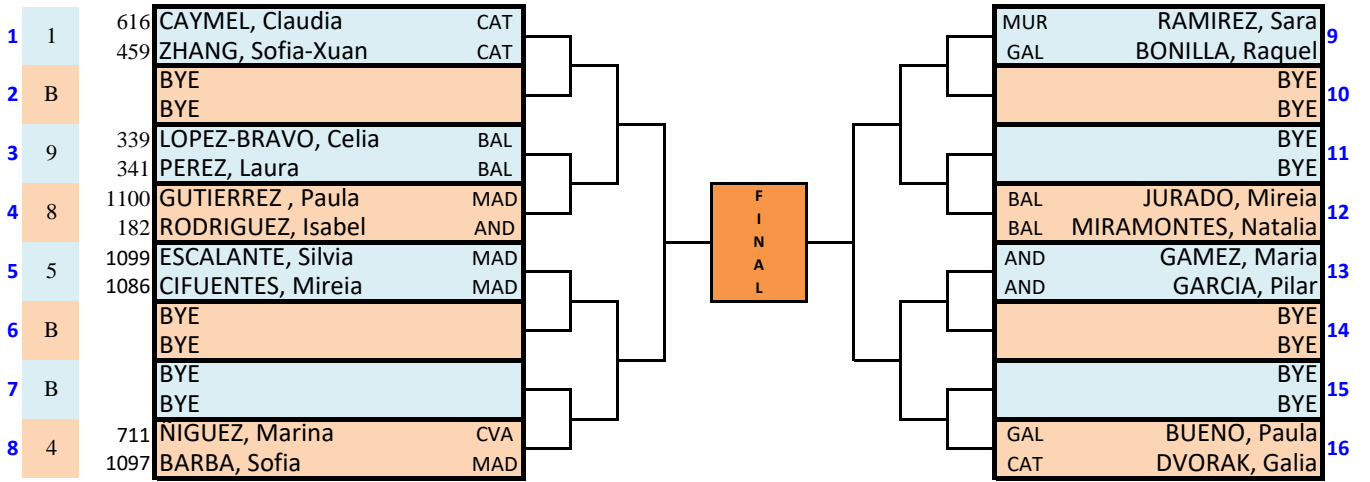 616 CAYMEL, Claudia CAT MUR RAMIREZ, Sara
1 1 9
459 ZHANG, Sofia-Xuan CAT GAL BONILLA, Raquel
BYE BYE
2 B 10
BYE BYE
339 LOPEZ-BRAVO, Celia BAL BYE
3 9 11
341 PEREZ, Laura BAL BYE
1100 GUTIERREZ , Paula MAD F BAL JURADO, Mireia
4 8 I 12
182 RODRIGUEZ, Isabel AND N BAL MIRAMONTES, Natalia
1099 ESCALANTE, Silvia MAD A AND GAMEZ, Maria
5 5 13
1086 CIFUENTES, Mireia MAD L AND GARCIA, Pilar
BYE BYE
6 B 14
BYE BYE
BYE BYE
7 B 15
BYE BYE
711 ÑIGUEZ, Marina CVA GAL BUENO, Paula
8 4 16
1097 BARBA, Sofia MAD CAT DVORAK, Galia